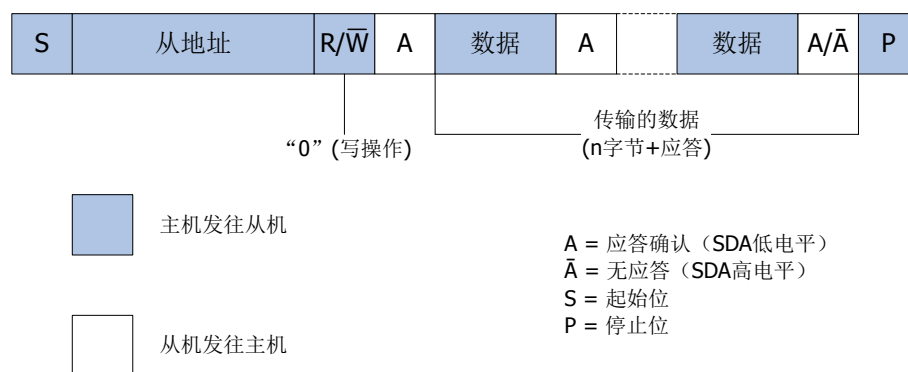 S 从地址 R/W̅ A 数据 A 数据 A/Ā P
传输的数据
“0”(写操作) (n字节+应答)
主机发往从机
A = 应答确认（SDA低电平）
Ā = 无应答（SDA高电平）
S = 起始位
P = 停止位
从机发往主机